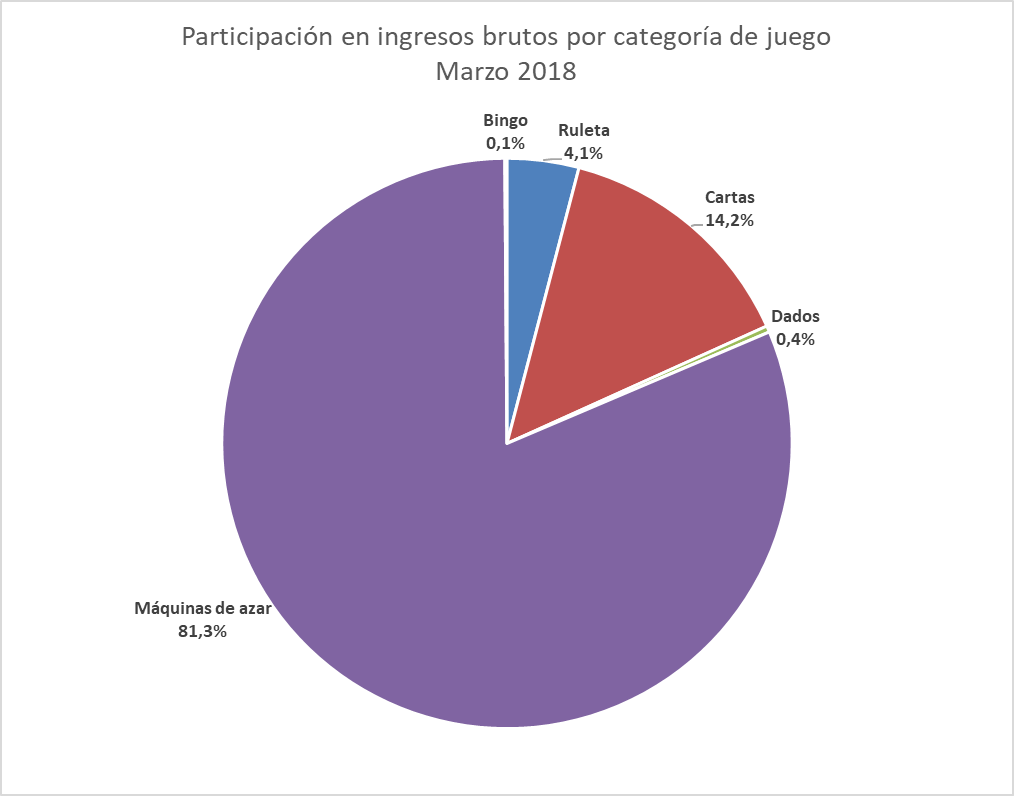 Participación en ingresos brutos por categoría de juego
Marzo 2018
Bingo
0,1%
Ruleta
4,1%
Cartas
14,2%
Dados
0,4%
Máquinas de azar
81,3%